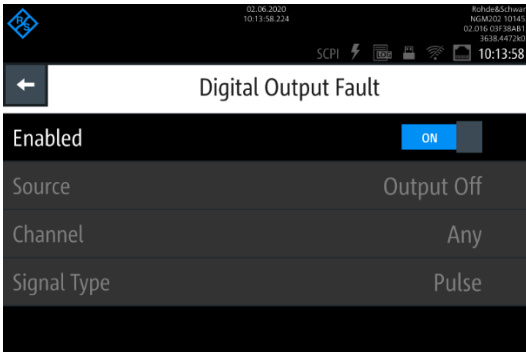 02.06.2020
10:13:58.224
Rohde&Schwar
NGM202 10145
02.016 03F38AB1
3638.4472k0
R&S
SCPI LOG 10:13:58
Digital Output Fault
Enabled ON
Source Output Off
Channel Any
Signal Type Pulse